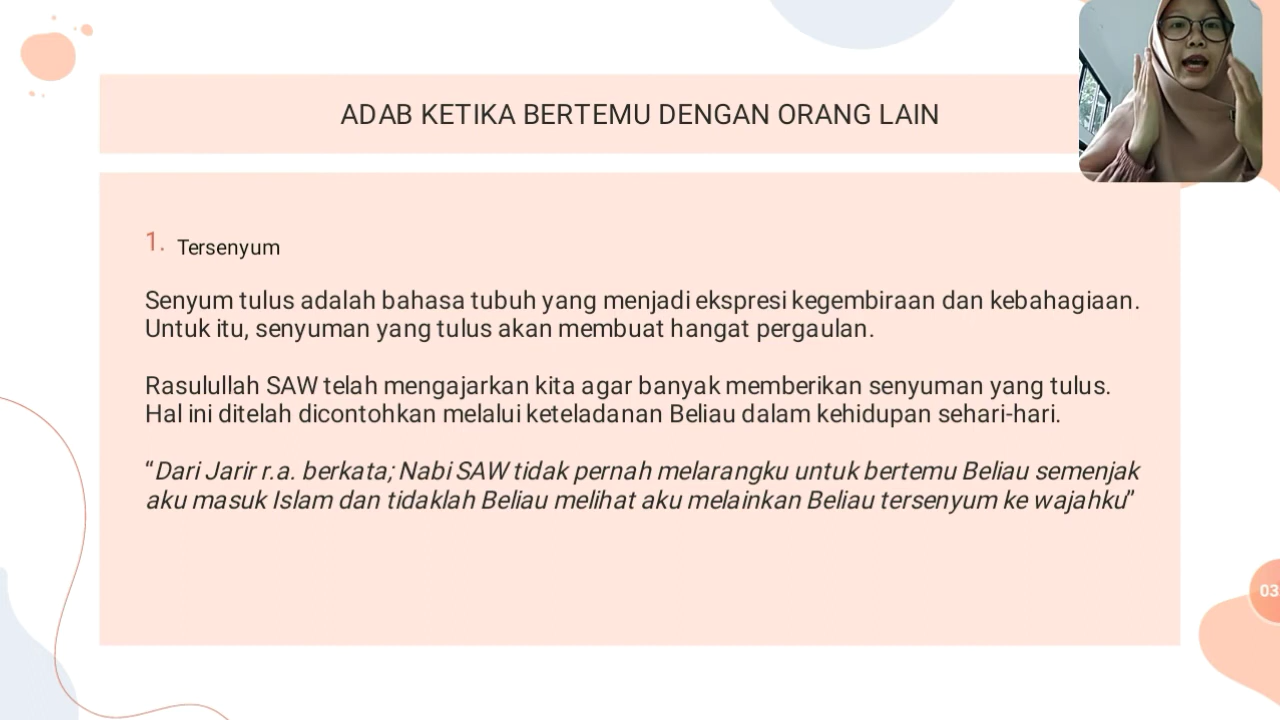 ADAB KETIKA BERTEMU DENGAN ORANG LAIN
1. Tersenyum
Senyum tulus adalah bahasa tubuh yang menjadi ekspresi kegembiraan dan kebahagiaan.
Untuk itu, senyuman yang tulus akan membuat hangat pergaulan.
Rasulullah SAW telah mengajarkan kita agar banyak memberikan senyuman yang tulus.
Hal ini ditelah dicontohkan melalui keteladanan Beliau dalam kehidupan sehari-hari.
“Dari Jarir r.a. berkata; Nabi SAW tidak pernah melarangku untuk bertemu Beliau semenjak
aku masuk Islam dan tidaklah Beliau melihat aku melainkan Beliau tersenyum ke wajahku”
03